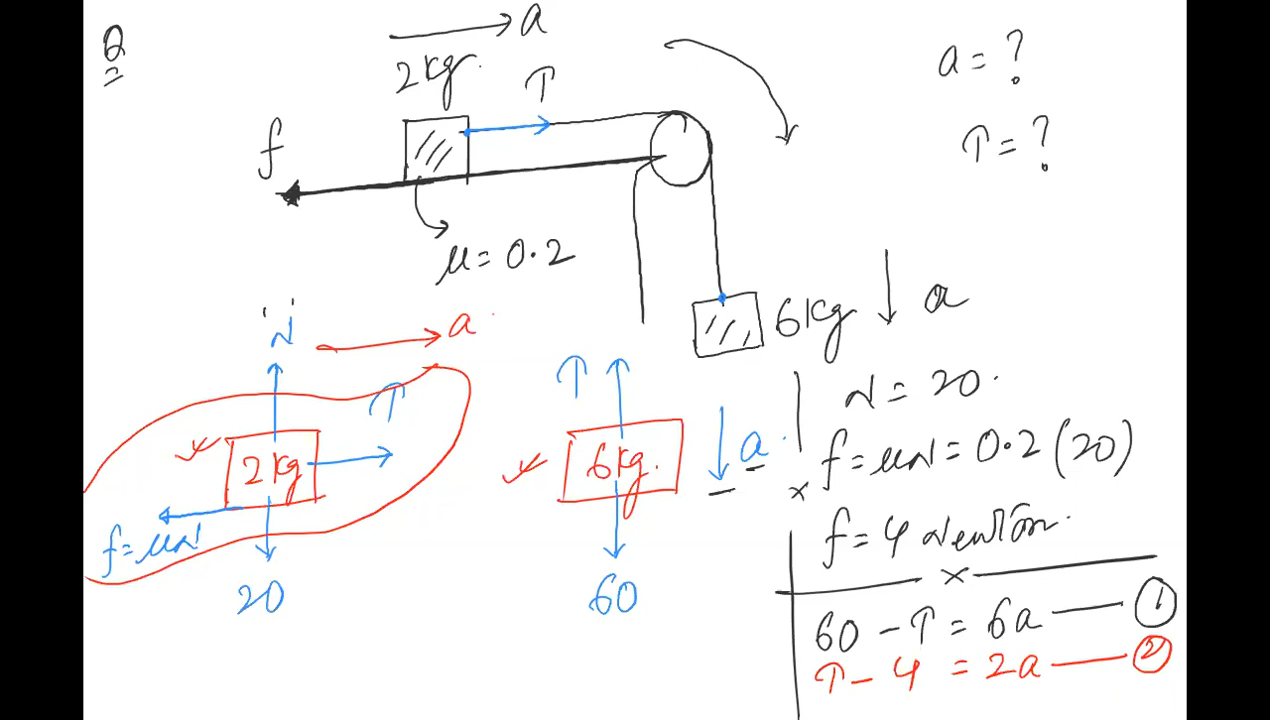 Q
a
2kg.
T
a = ?
T = ?
f
μ = 0.2
6kg
a
'N'
a
T
2kg
f = μN
20
T
6kg.
a
60
N = 20.
f = μN = 0.2 (20)
f = 4 Newton.
60 - T = 6a — 1
T - 4 = 2a — 2